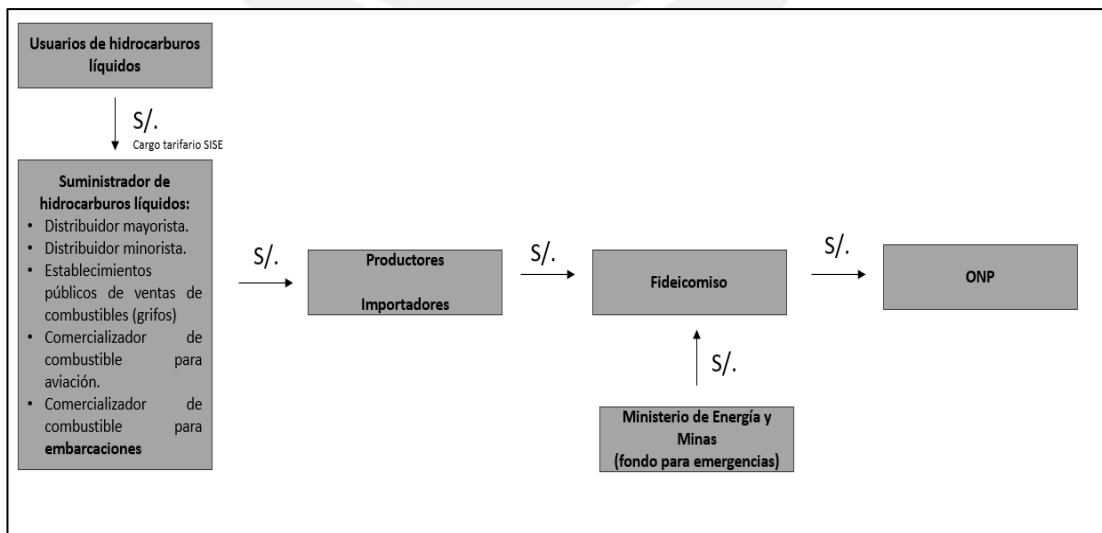 Usuarios de hidrocarburos
líquidos
S/.
Cargo tarifario SISE
Suministrador de
hidrocarburos líquidos:
• Distribuidor mayorista.
• Distribuidor minorista.
• Establecimientos
públicos de ventas de
combustibles (grifos)
• Comercializador de
combustible para
aviación.
• Comercializador de
combustible para
embarcaciones
S/.
Productores
Importadores
S/.
Fideicomiso
S/.
ONP
S/.
Ministerio de Energía y
Minas
(fondo para emergencias)